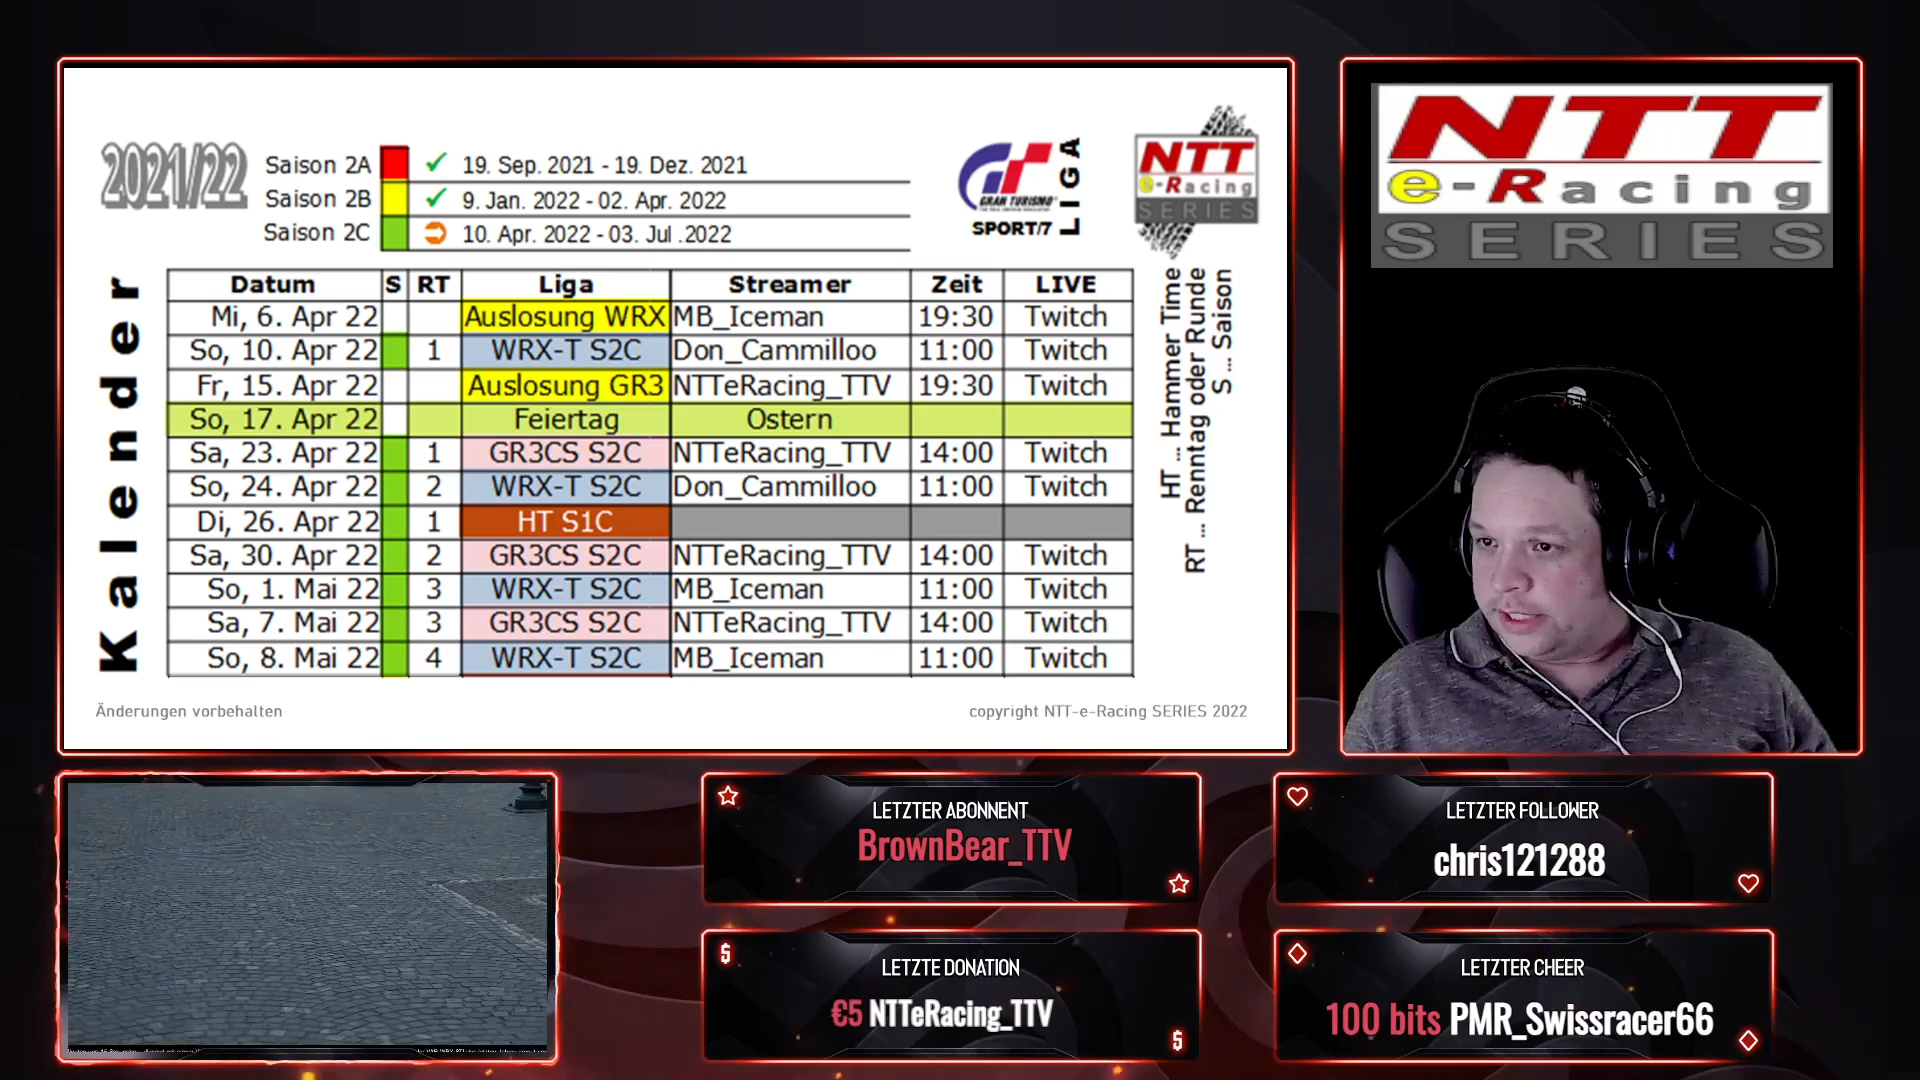 2021/22
Saison 2A ✓ 19. Sep. 2021 - 19. Dez. 2021
Saison 2B ✓ 9. Jan. 2022 - 02. Apr. 2022
Saison 2C 10. Apr. 2022 - 03. Jul .2022
GRAN TURISMO
SPORT/7
LIGA
NTT
e-Racing
SERIES
Kalender
Datum S RT Liga Streamer Zeit LIVE
Mi, 6. Apr 22 Auslosung WRX MB_Iceman 19:30 Twitch
So, 10. Apr 22 1 WRX-T S2C Don_Cammilloo 11:00 Twitch
Fr, 15. Apr 22 Auslosung GR3 NTTeRacing_TTV 19:30 Twitch
So, 17. Apr 22 Feiertag Ostern
Sa, 23. Apr 22 1 GR3CS S2C NTTeRacing_TTV 14:00 Twitch
So, 24. Apr 22 2 WRX-T S2C Don_Cammilloo 11:00 Twitch
Di, 26. Apr 22 1 HT S1C
Sa, 30. Apr 22 2 GR3CS S2C NTTeRacing_TTV 14:00 Twitch
So, 1. Mai 22 3 WRX-T S2C MB_Iceman 11:00 Twitch
Sa, 7. Mai 22 3 GR3CS S2C NTTeRacing_TTV 14:00 Twitch
So, 8. Mai 22 4 WRX-T S2C MB_Iceman 11:00 Twitch
HT ... Hammer Time
RT ... Renntag oder Runde
S ... Saison
Änderungen vorbehalten
copyright NTT-e-Racing SERIES 2022
NTT
e-Racing
SERIES
LETZTER ABONNENT
BrownBear_TTV
LETZTER FOLLOWER
chris121288
LETZTE DONATION
€5 NTTeRacing_TTV
LETZTER CHEER
100 bits PMR_Swissracer66